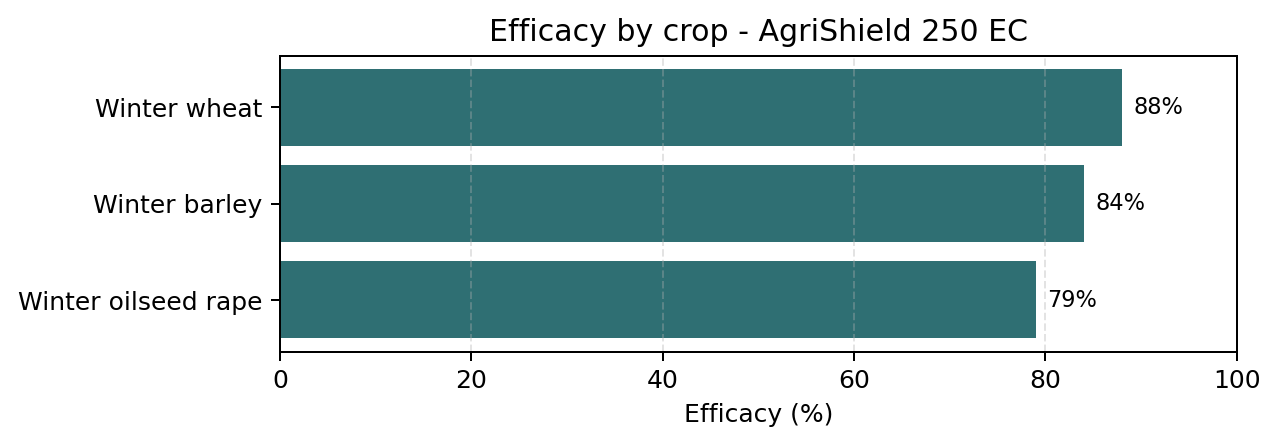 Efficacy by crop - AgriShield 250 EC
Winter wheat 88%
Winter barley 84%
Winter oilseed rape 79%
0 20 40 60 80 100
Efficacy (%)